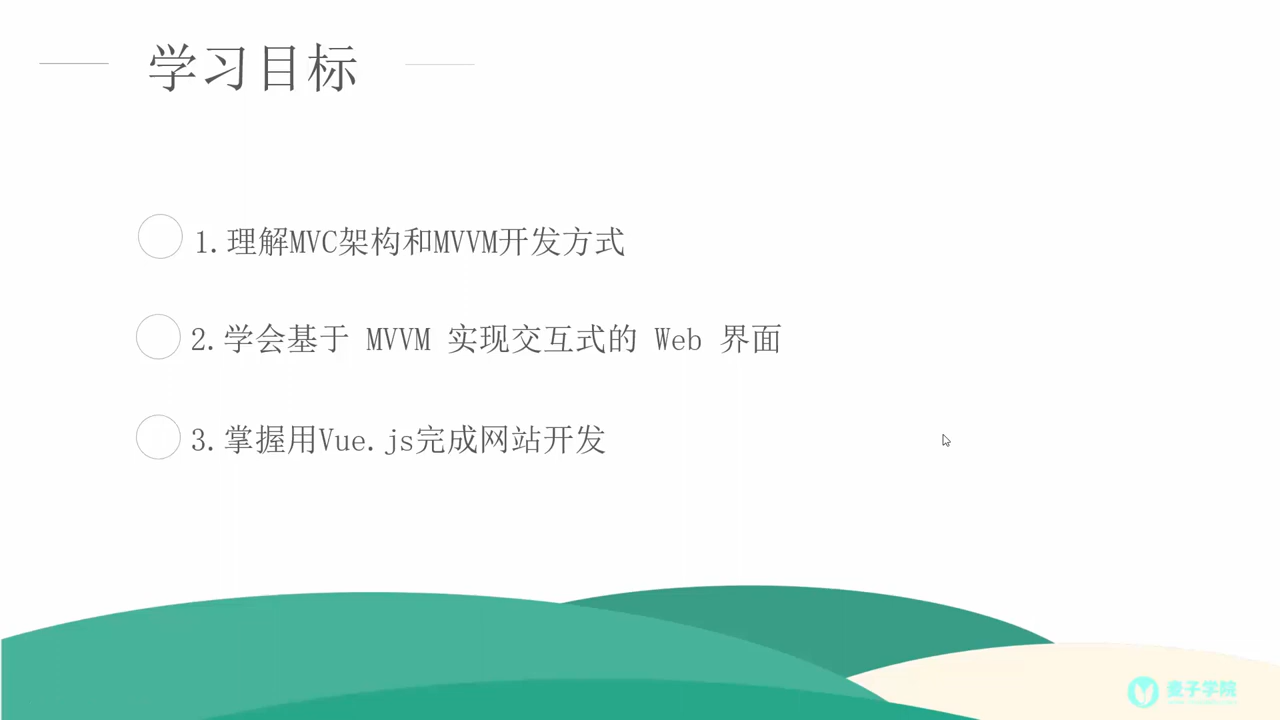 学习目标
1.理解MVC架构和MVVM开发方式
2.学会基于 MVVM 实现交互式的 Web 界面
3.掌握用Vue.js完成网站开发
麦子学院